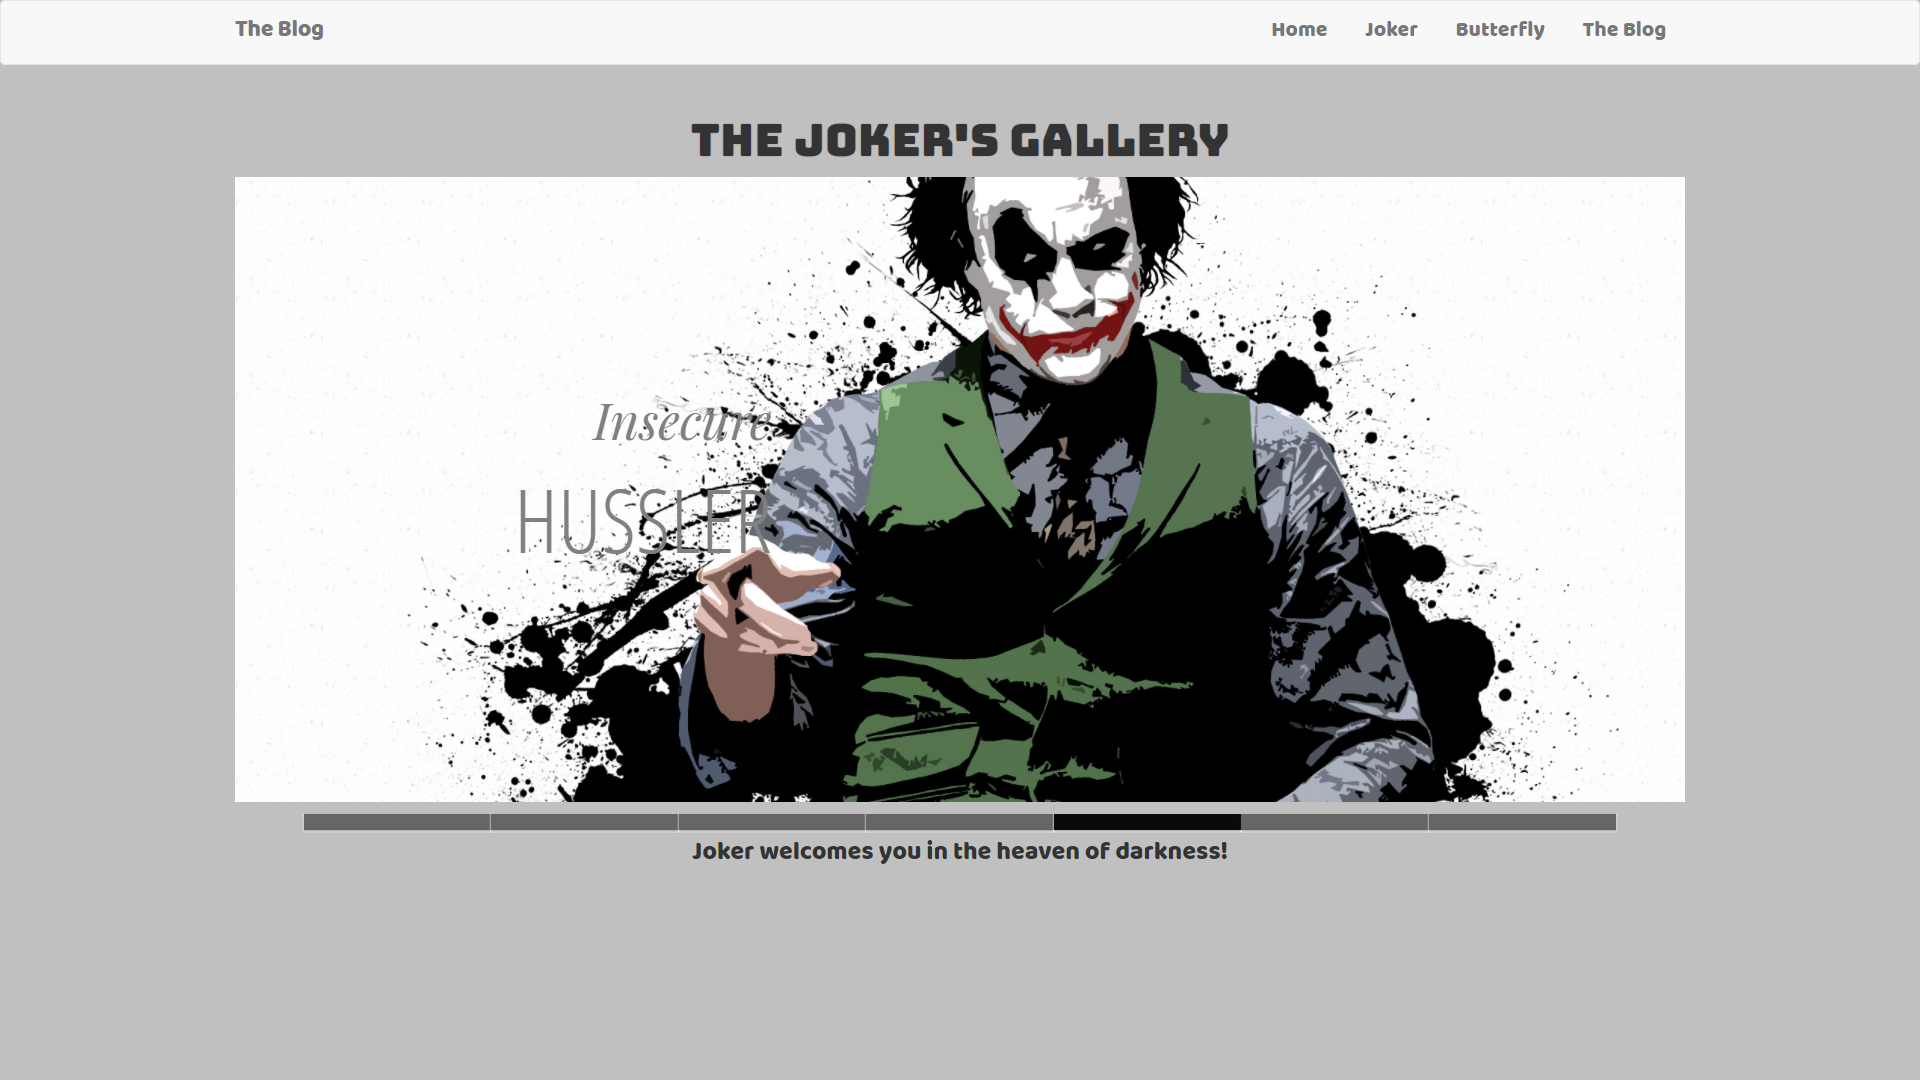 The Blog
Home Joker Butterfly The Blog
THE JOKER'S GALLERY
Insecure
HUSSLER
Joker welcomes you in the heaven of darkness!